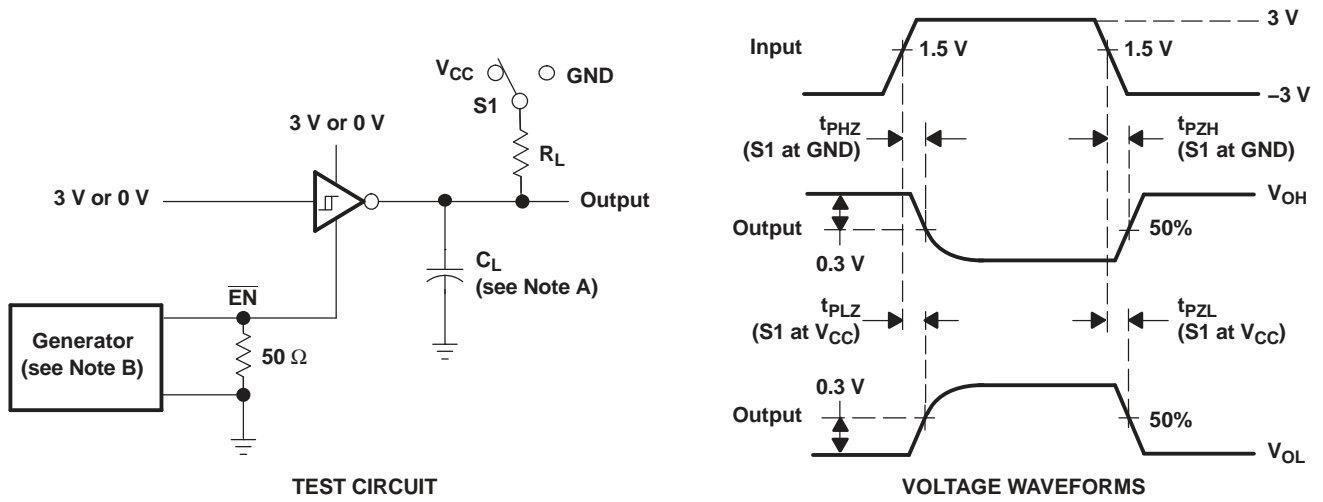 V_CC
GND
S1
3 V or 0 V
R_L
3 V or 0 V
Output
C_L
(see Note A)
EN
Generator
(see Note B)
50 Ω
TEST CIRCUIT
3 V
Input
1.5 V
1.5 V
–3 V
t_PHZ
(S1 at GND)
t_PZH
(S1 at GND)
V_OH
Output
50%
0.3 V
t_PLZ
(S1 at V_CC)
t_PZL
(S1 at V_CC)
0.3 V
Output
50%
V_OL
VOLTAGE WAVEFORMS